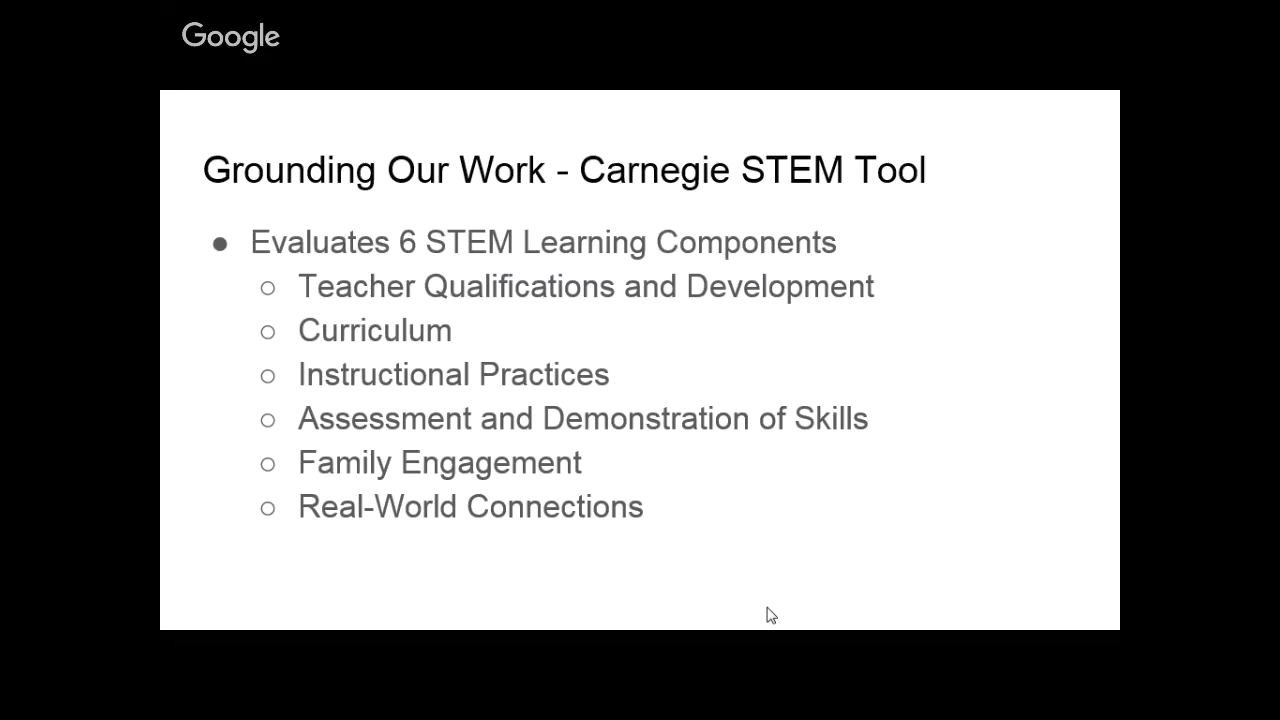 Google
Grounding Our Work - Carnegie STEM Tool
● Evaluates 6 STEM Learning Components
○ Teacher Qualifications and Development
○ Curriculum
○ Instructional Practices
○ Assessment and Demonstration of Skills
○ Family Engagement
○ Real-World Connections